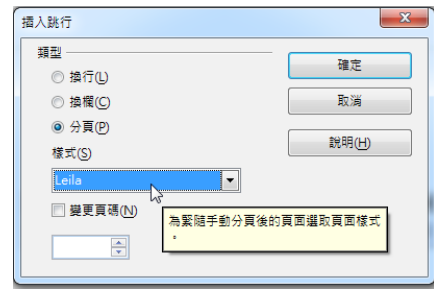 插入跳行
類型
換行(L)
換欄(C)
分頁(P)
樣式(S)
Leila
變更頁碼(N)
確定
取消
說明(H)
為緊隨手動分頁後的頁面選取頁面樣式
。